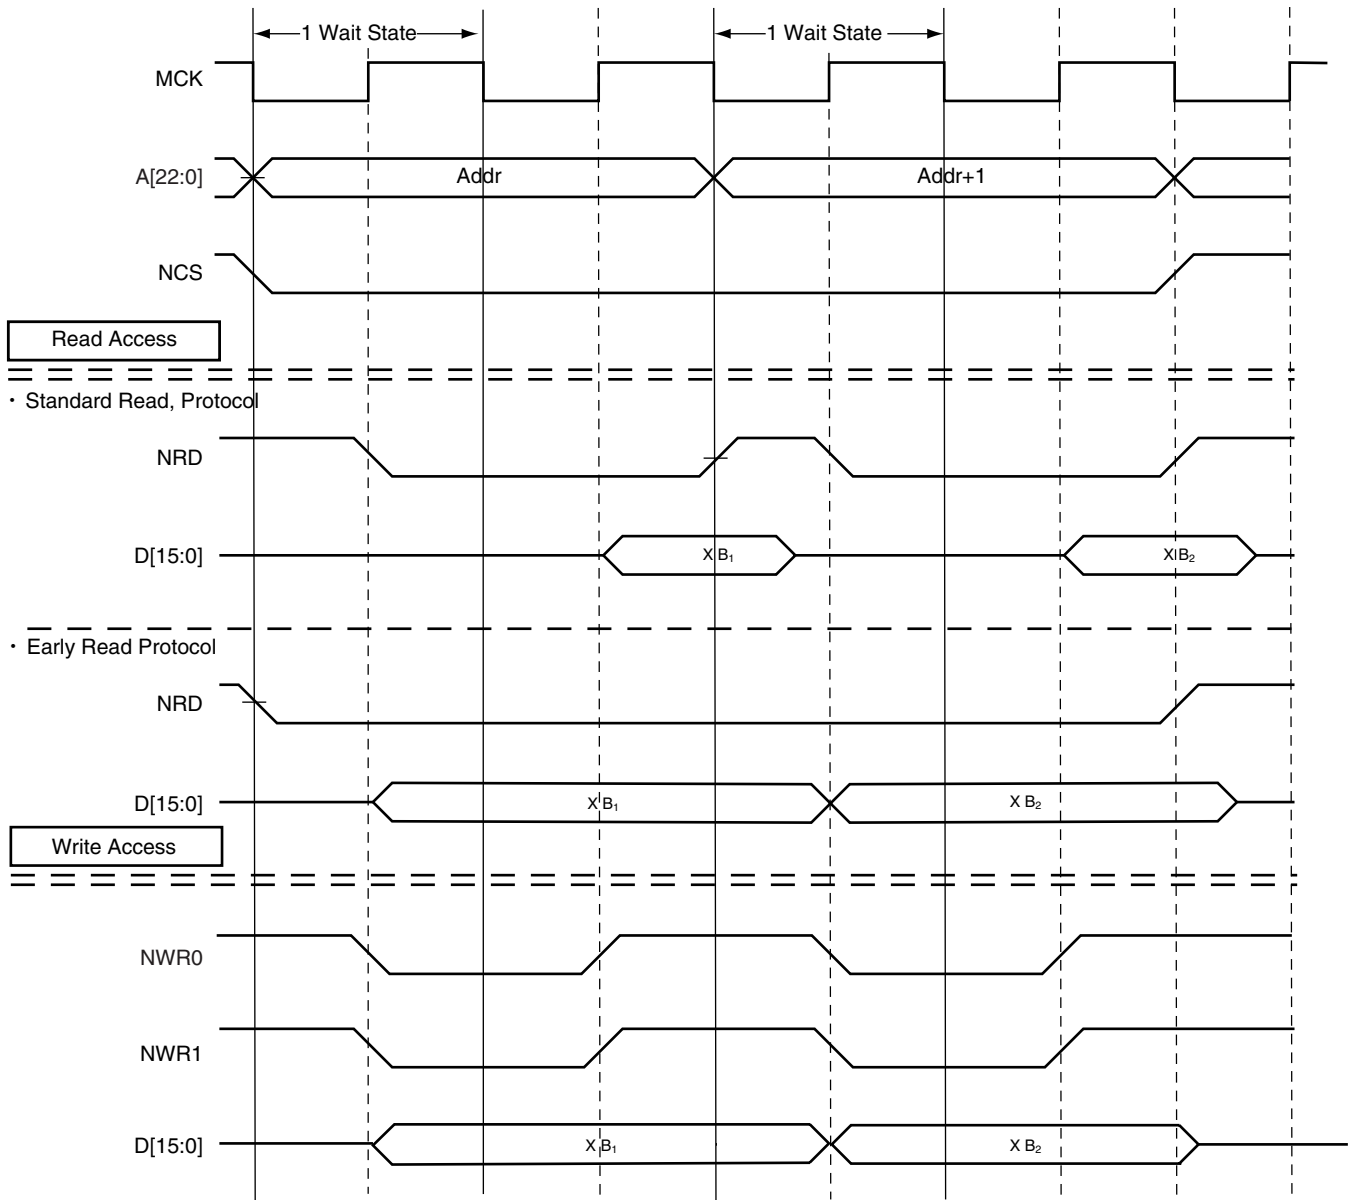 1 Wait State 1 Wait State
MCK
A[22:0] Addr Addr+1
NCS
Read Access
· Standard Read, Protocol
NRD
D[15:0] X B₁ X B₂
· Early Read Protocol
NRD
D[15:0] X B₁ X B₂
Write Access
NWR0
NWR1
D[15:0] X B₁ X B₂